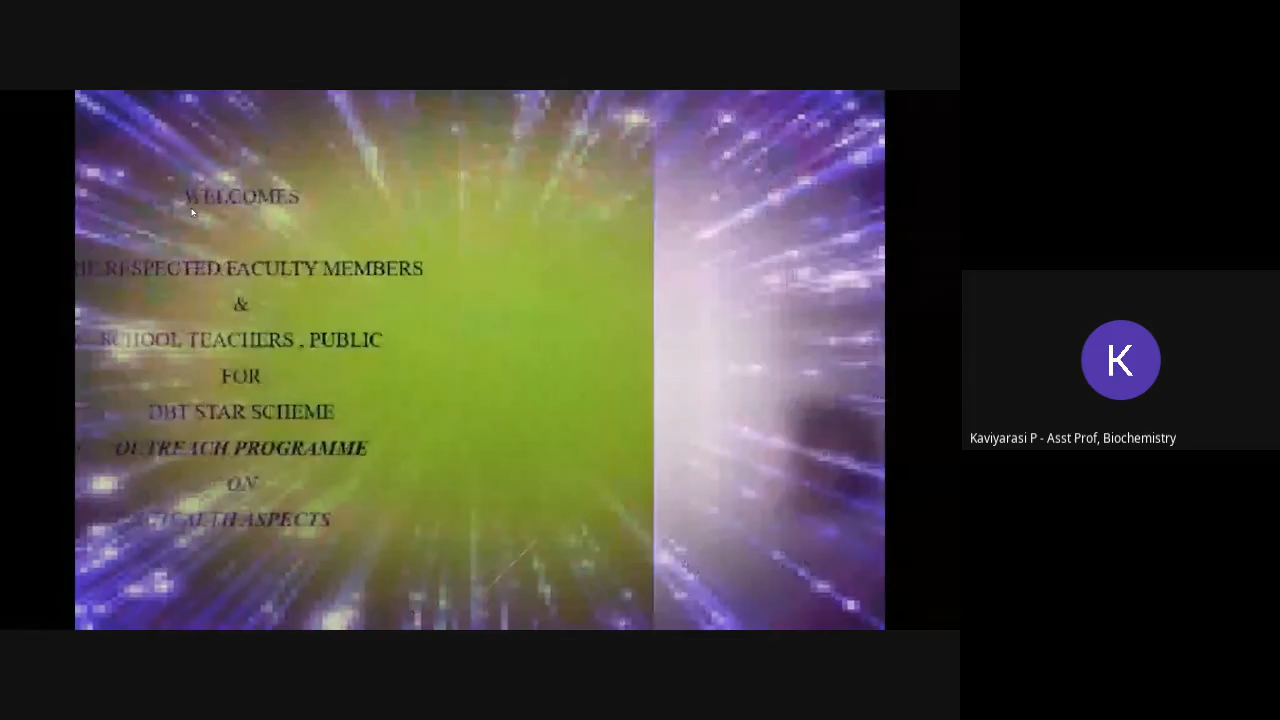 WELCOMES
RESPECTED FACULTY MEMBERS
&
SCHOOL TEACHERS , PUBLIC
FOR
DBT STAR SCHEME
OUTREACH PROGRAMME
ON
HEALTH ASPECTS
K
Kaviyarasi P - Asst Prof, Biochemistry